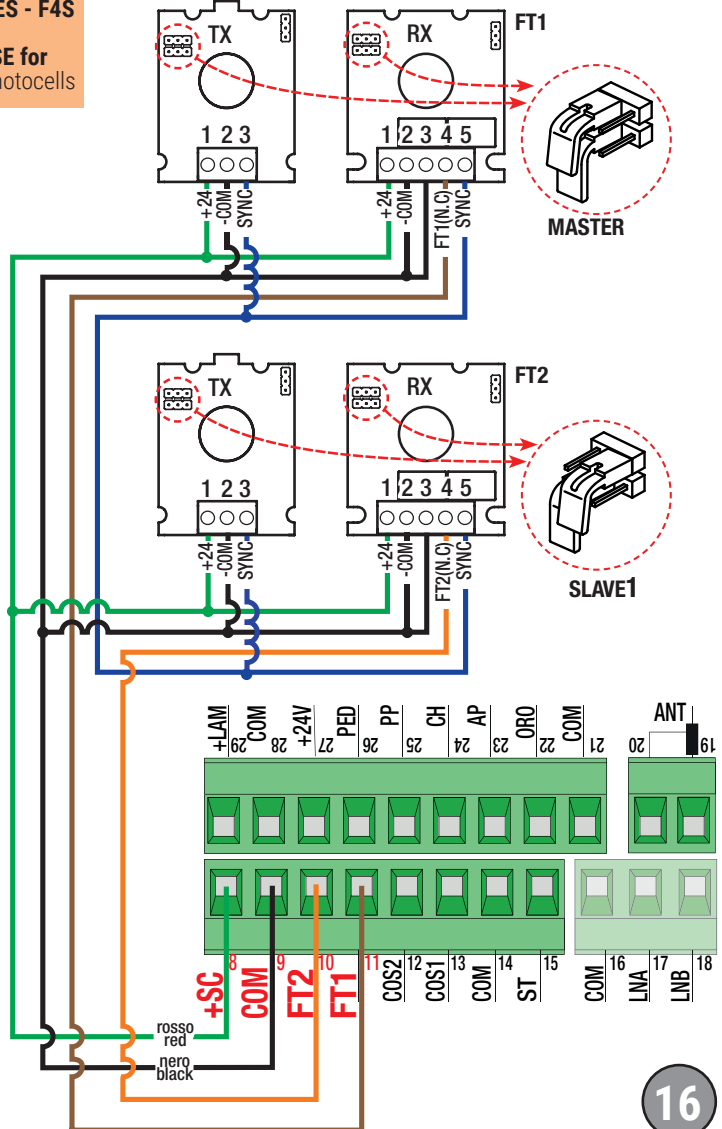 ES - F4S
SE for
otocells
TX
RX
FT1
1 2 3
1 2 3 4 5
+24
-COM
SYNC
+24
-COM
FT1(N.C)
SYNC
MASTER
TX
RX
FT2
1 2 3
1 2 3 4 5
+24
-COM
SYNC
+24
-COM
FT2(N.C)
SYNC
SLAVE1
+LAM
COM
+24V
PED
PP
CH
AP
ORO
COM
ANT
29
28
27
26
25
24
23
22
21
20
19
8
9
10
11
12
13
14
15
16
17
18
+SC
COM
FT2
FT1
COS2
COS1
COM
ST
COM
LNA
LNB
rosso
red
nero
black
16